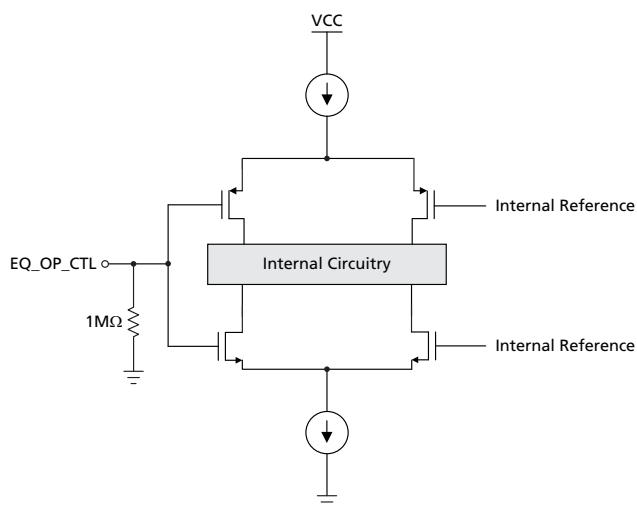 VCC
Internal Reference
Internal Circuitry
EQ_OP_CTL
1MΩ
Internal Reference